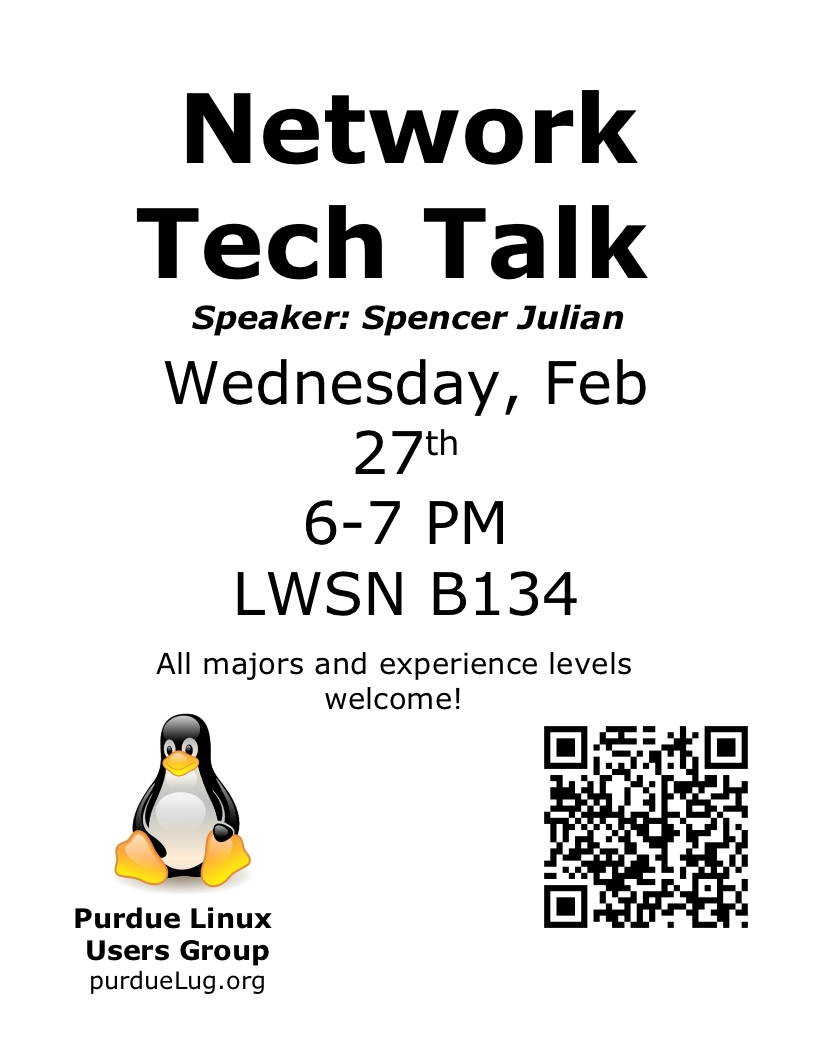 Network
Tech Talk
Speaker: Spencer Julian
Wednesday, Feb
27th
6-7 PM
LWSN B134
All majors and experience levels
welcome!
Purdue Linux
Users Group
purdueLug.org